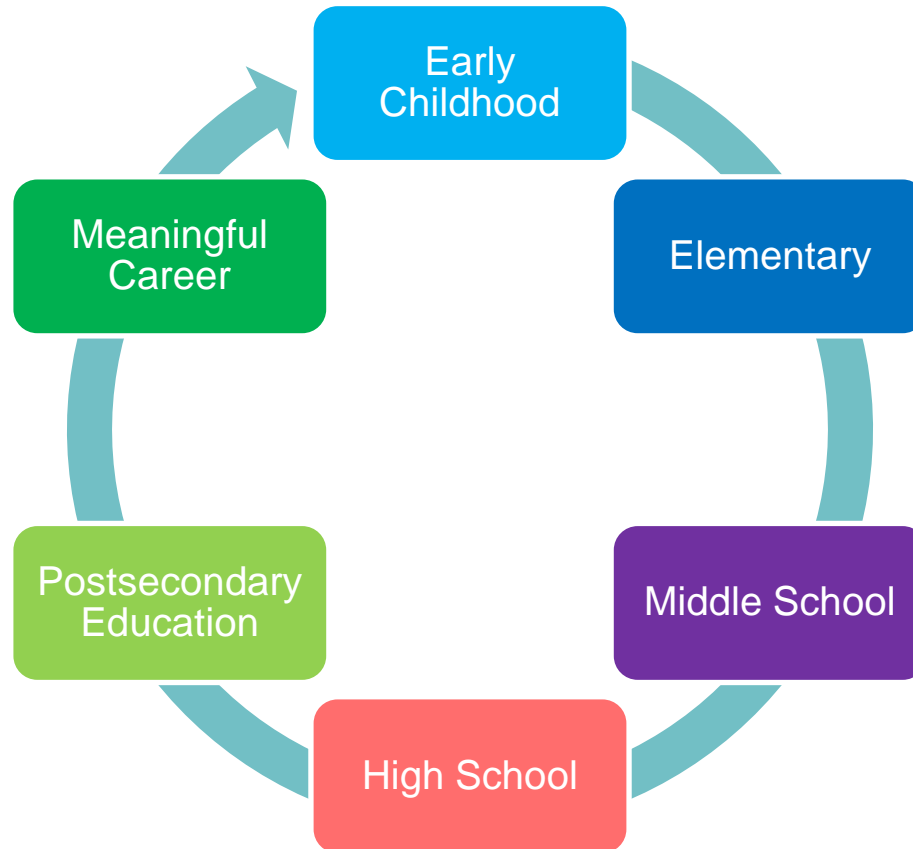 Early
Childhood
Elementary
Middle School
High School
Postsecondary
Education
Meaningful
Career